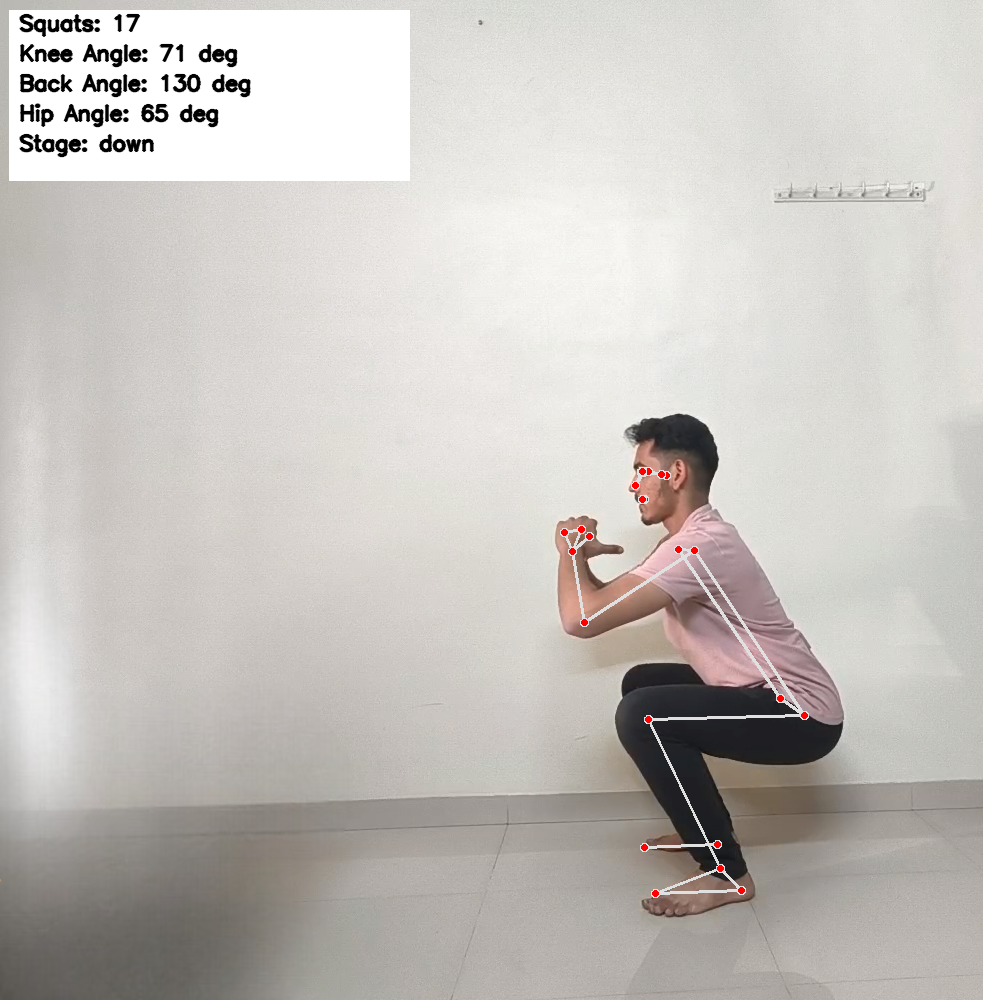 Squats: 17
Knee Angle: 71 deg
Back Angle: 130 deg
Hip Angle: 65 deg
Stage: down